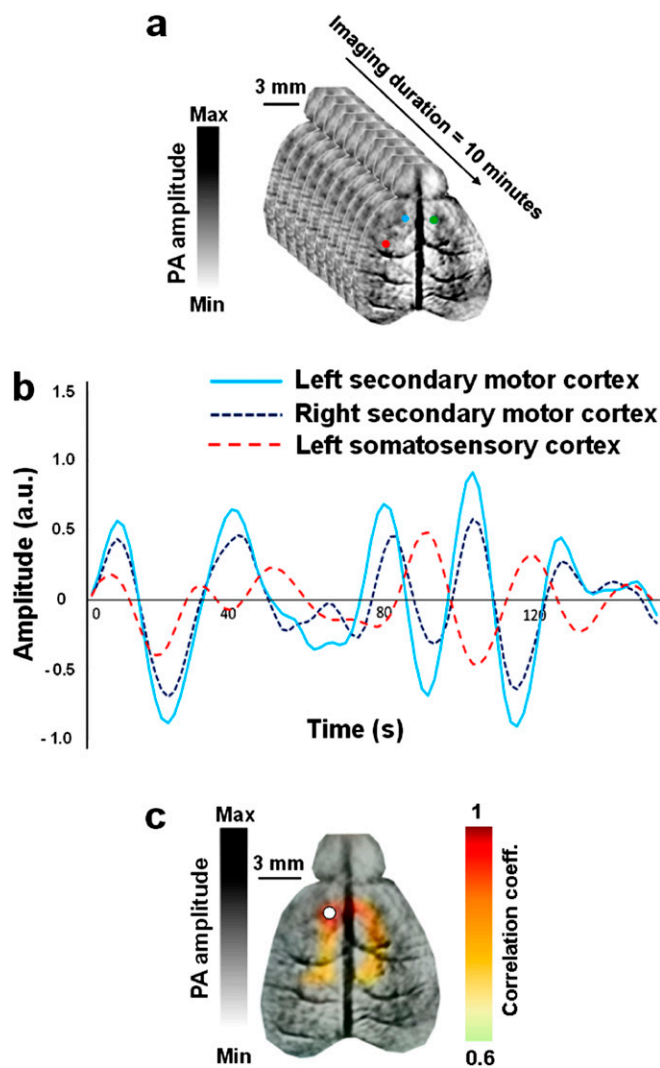 a
Imaging duration = 10 minutes
3 mm
Max
PA amplitude
Min
b
1.5
Left secondary motor cortex
Right secondary motor cortex
Left somatosensory cortex
1.0
0.5
Amplitude (a.u.)
0
0 40 80 120
- 0.5
Time (s)
- 1.0
c
Max
1
3 mm
PA amplitude
Correlation coeff.
Min
0.6